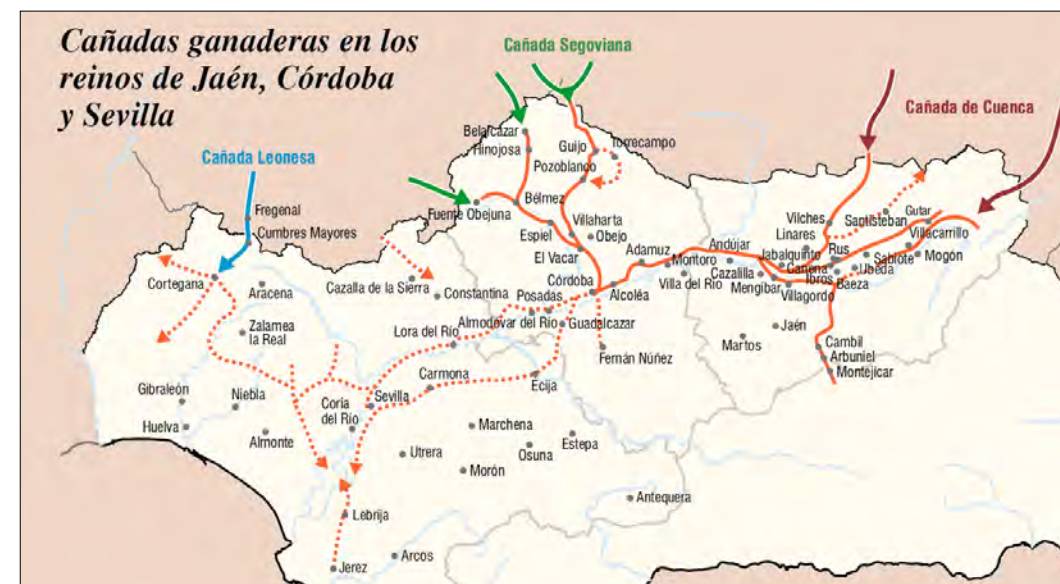 Cañadas ganaderas en los
reinos de Jaén, Córdoba
y Sevilla
Cañada Segoviana
Cañada de Cuenca
Cañada Leonesa
Belalcázar
Hinojosa
Guijo
Torrecampo
Pozoblanco
Fuente Obejuna
Bélmez
Villaharta
Espiel
Obejo
El Vacar
Adamuz
Córdoba
Alcoléa
Montoro
Villa del Río
Andújar
Vilches
Linares
Santisteban
Gutar
Villacarrillo
Jabalquinto
Rus
Cazalilla
Canena
Sabiote
Mogón
Mengibar
Ibros
Úbeda
Villagordo
Baeza
Jaén
Martos
Cambil
Arbuniel
Montejícar
Fregenal
Cumbres Mayores
Cortegana
Aracena
Cazalla de la Sierra
Constantina
Posadas
Zalamea
la Real
Lora del Río
Almodóvar del Río
Guadalcazar
Fernán Núñez
Gibraleón
Niebla
Carmona
Ecija
Coria
del Río
Sevilla
Huelva
Almonte
Marchena
Utrera
Osuna
Estepa
Morón
Antequera
Lebrija
Arcos
Jerez